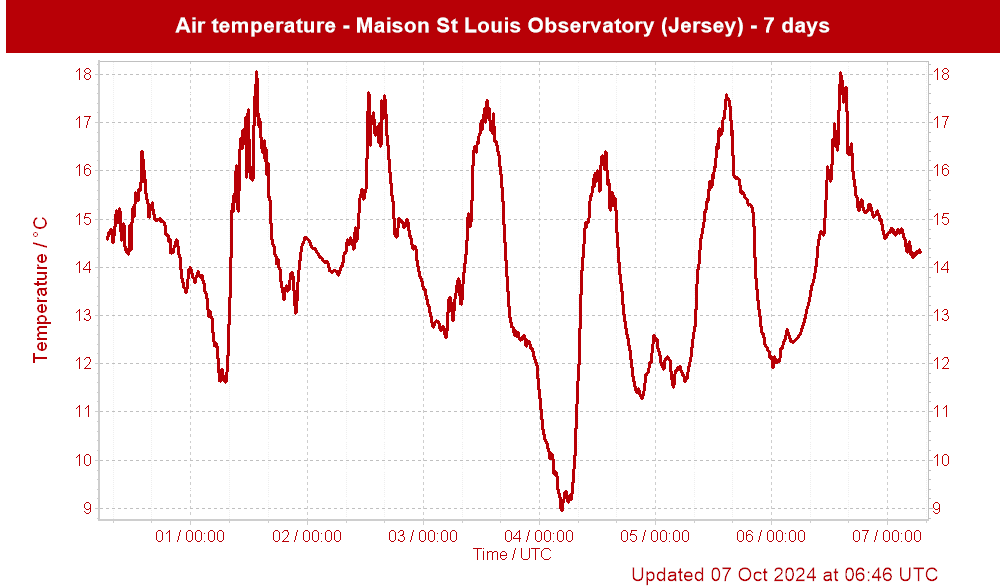 Air temperature - Maison St Louis Observatory (Jersey) - 7 days
18 18
17 17
16 16
15 15
14 14
13 13
12 12
11 11
10 10
9 9
Temperature / °C
01 / 00:00 02 / 00:00 03 / 00:00 04 / 00:00 05 / 00:00 06 / 00:00 07 / 00:00
Time / UTC
Updated 07 Oct 2024 at 06:46 UTC